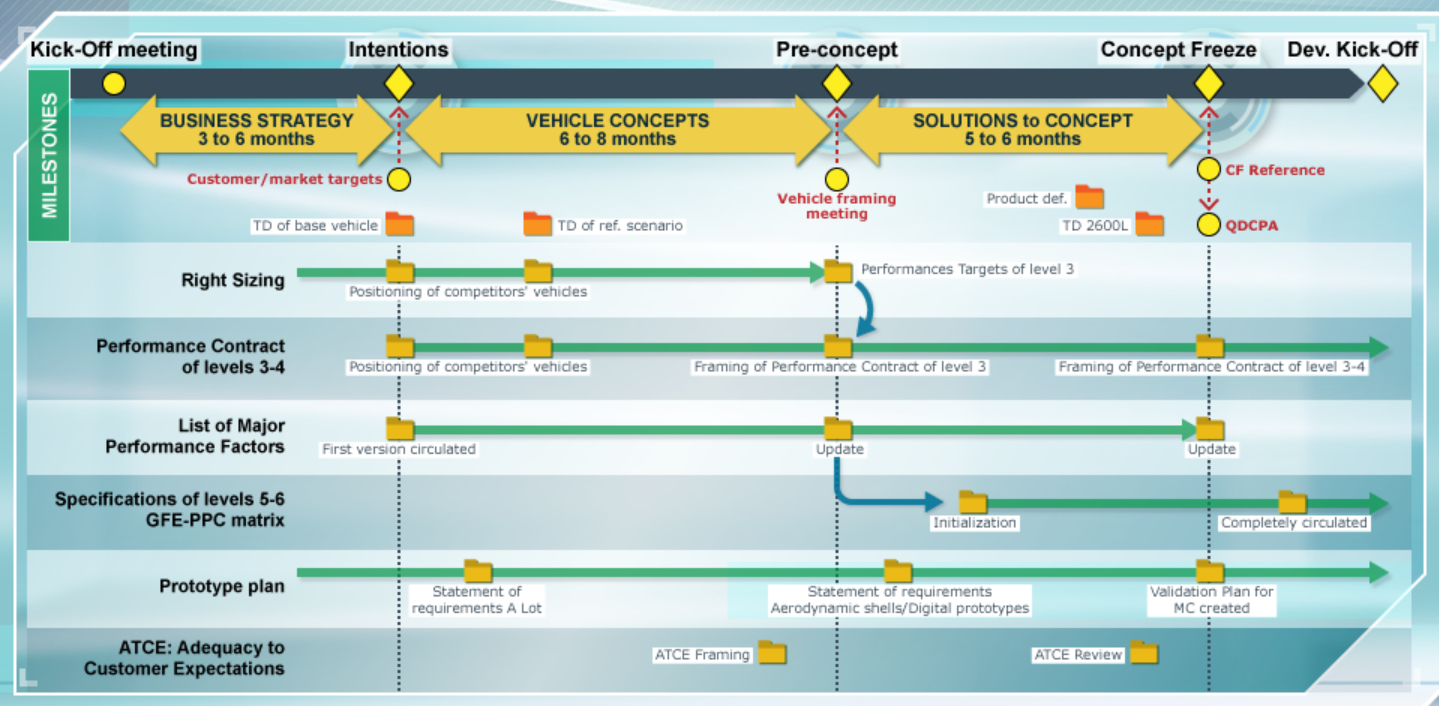 Kick-Off meeting
Intentions
Pre-concept
Concept Freeze
Dev. Kick-Off
MILESTONES
BUSINESS STRATEGY
3 to 6 months
VEHICLE CONCEPTS
6 to 8 months
SOLUTIONS to CONCEPT
5 to 6 months
Customer/market targets
Vehicle framing
meeting
CF Reference
QDCPA
TD of base vehicle
TD of ref. scenario
Product def.
TD 2600L
Right Sizing
Positioning of competitors' vehicles
Performances Targets of level 3
Performance Contract
of levels 3-4
Positioning of competitors' vehicles
Framing of Performance Contract of level 3
Framing of Performance Contract of level 3-4
List of Major
Performance Factors
First version circulated
Update
Update
Specifications of levels 5-6
GFE-PPC matrix
Initialization
Completely circulated
Prototype plan
Statement of
requirements A Lot
Statement of requirements
Aerodynamic shells/Digital prototypes
Validation Plan for
MC created
ATCE: Adequacy to
Customer Expectations
ATCE Framing
ATCE Review